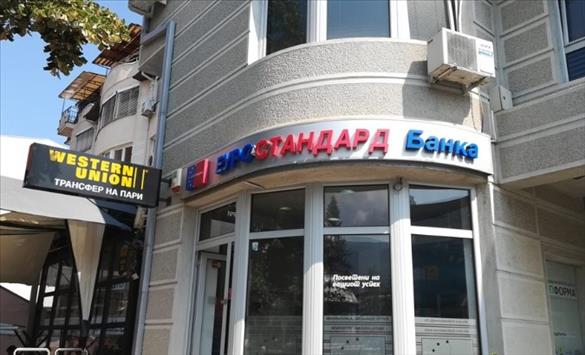 WESTERN
UNION
ТРАНСФЕР НА ПАРИ
ЕУРОСТАНДАРД Банка
Посветени на
вашиот успех
ФОРМА